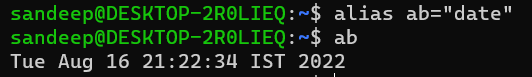 sandeep@DESKTOP-2R0LIEQ:~$ alias ab="date"
sandeep@DESKTOP-2R0LIEQ:~$ ab
Tue Aug 16 21:22:34 IST 2022